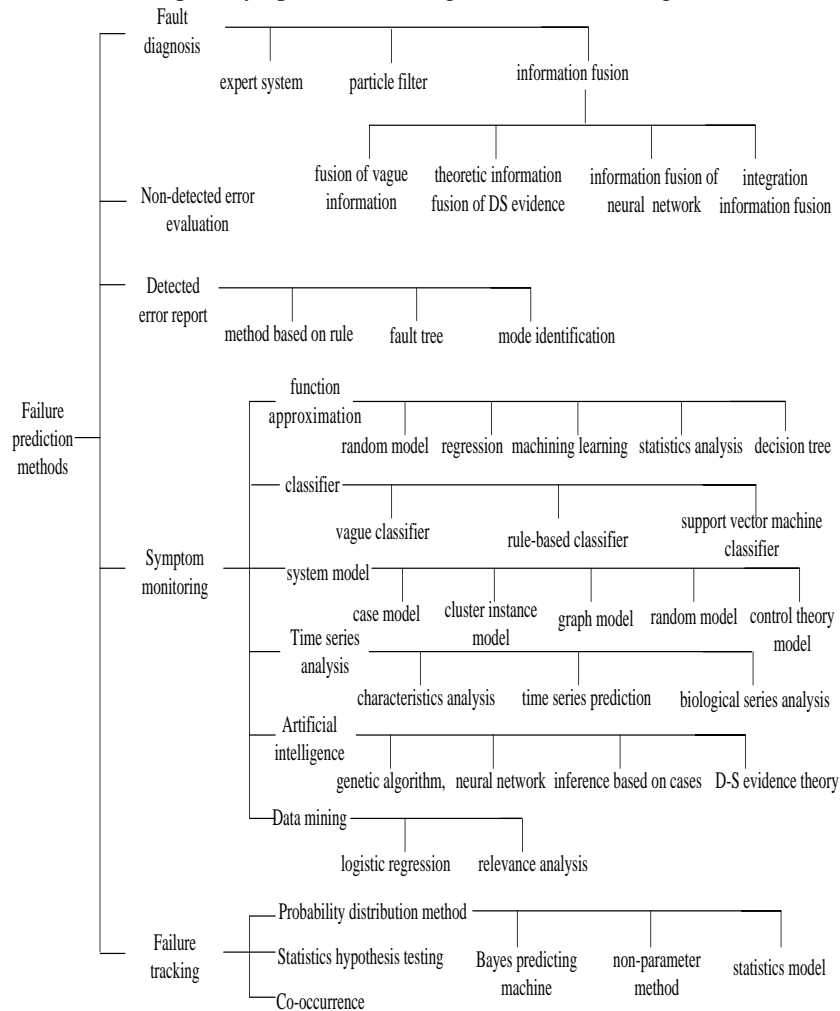 Fault
diagnosis
expert system
particle filter
information fusion
fusion of vague
information
theoretic information
fusion of DS evidence
information fusion of
neural network
integration
information fusion
Non-detected error
evaluation
Detected
error report
method based on rule
fault tree
mode identification
Failure
prediction
methods
Symptom
monitoring
function
approximation
random model
regression
machining learning
statistics analysis
decision tree
classifier
vague classifier
rule-based classifier
support vector machine
classifier
system model
case model
cluster instance
model
graph model
random model
control theory
model
Time series
analysis
characteristics analysis
time series prediction
biological series analysis
Artificial
intelligence
genetic algorithm,
neural network
inference based on cases
D-S evidence theory
Data mining
logistic regression
relevance analysis
Failure
tracking
Probability distribution method
Bayes predicting
machine
non-parameter
method
statistics model
Statistics hypothesis testing
Co-occurrence